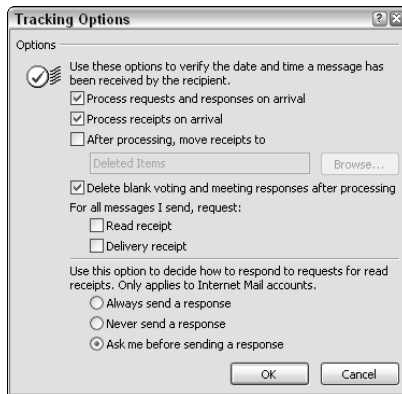 Tracking Options
Options
Use these options to verify the date and time a message has
been received by the recipient.
Process requests and responses on arrival
Process receipts on arrival
After processing, move receipts to
Deleted Items
Browse...
Delete blank voting and meeting responses after processing
For all messages I send, request:
Read receipt
Delivery receipt
Use this option to decide how to respond to requests for read
receipts. Only applies to Internet Mail accounts.
Always send a response
Never send a response
Ask me before sending a response
OK
Cancel